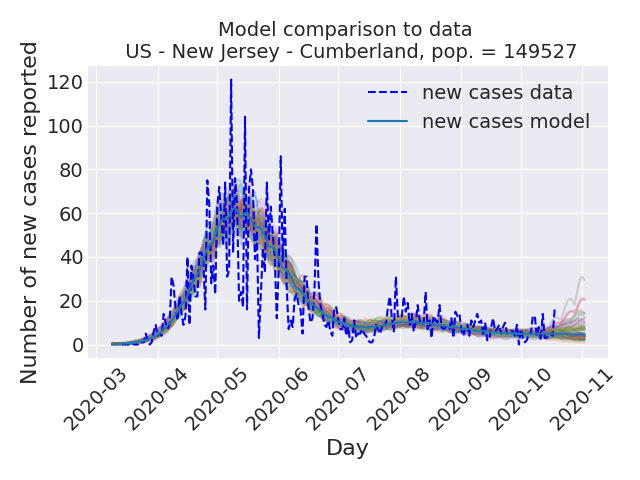 Model comparison to data
US - New Jersey - Cumberland, pop. = 149527
Number of new cases reported
120
100
80
60
40
20
0
new cases data
new cases model
2020-03
2020-04
2020-05
2020-06
2020-07
2020-08
2020-09
2020-10
2020-11
Day